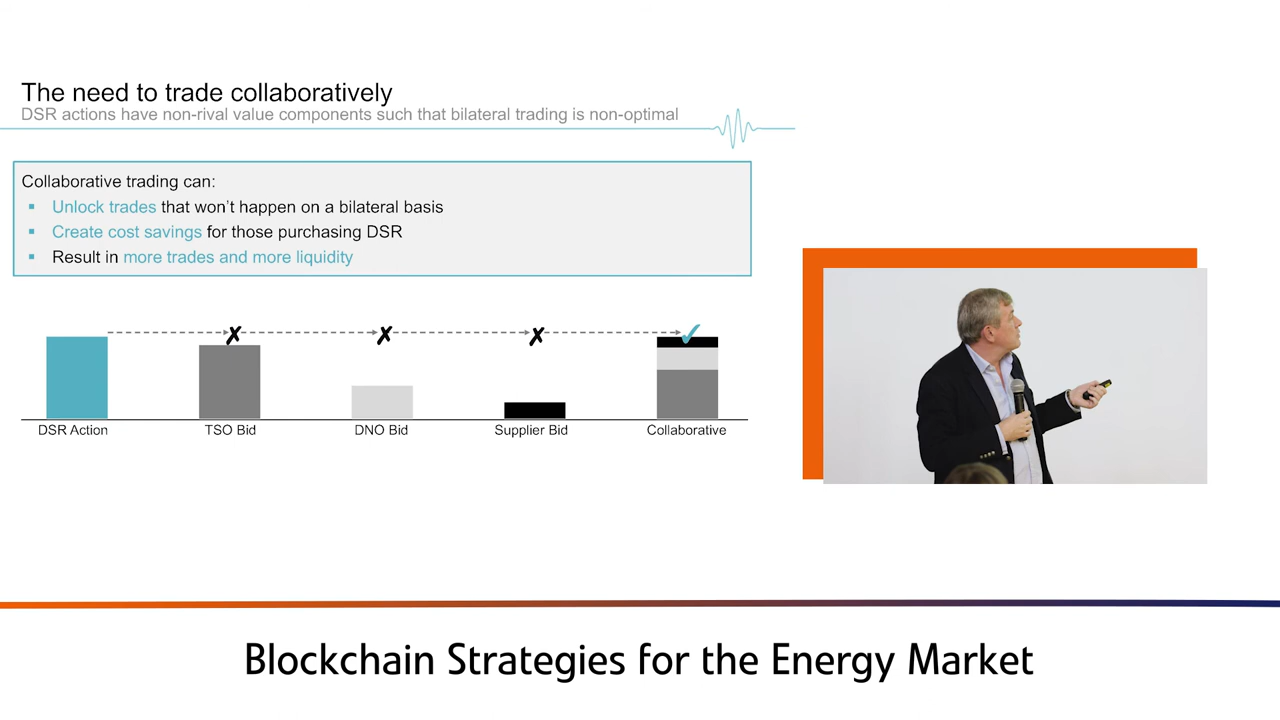 The need to trade collaboratively
DSR actions have non-rival value components such that bilateral trading is non-optimal
Collaborative trading can:
▪ Unlock trades that won’t happen on a bilateral basis
▪ Create cost savings for those purchasing DSR
▪ Result in more trades and more liquidity
DSR Action
TSO Bid
DNO Bid
Supplier Bid
Collaborative
Blockchain Strategies for the Energy Market